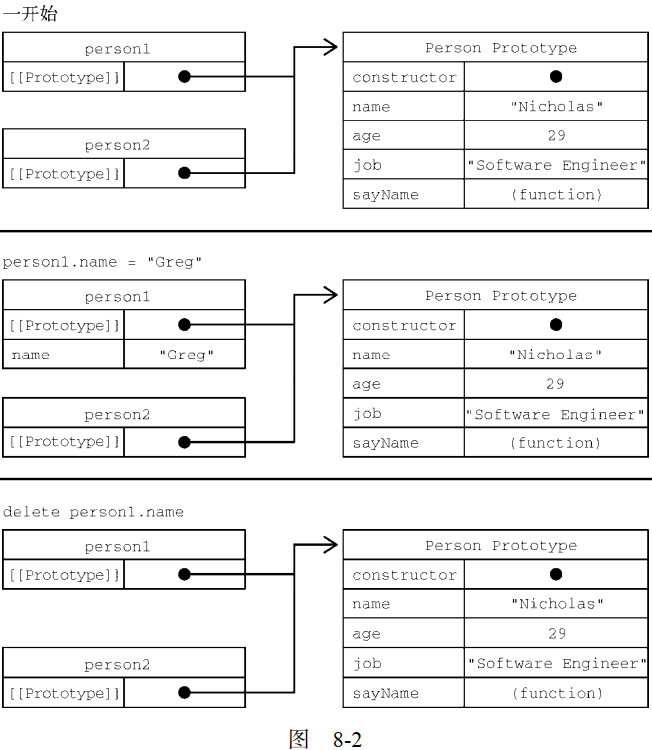 一开始
person1
[[Prototype]]
person2
[[Prototype]]
Person Prototype
constructor
name "Nicholas"
age 29
job "Software Engineer"
sayName (function)
person1.name = "Greg"
person1
[[Prototype]]
name "Greg"
person2
[[Prototype]]
Person Prototype
constructor
name "Nicholas"
age 29
job "Software Engineer"
sayName (function)
delete person1.name
person1
[[Prototype]]
person2
[[Prototype]]
Person Prototype
constructor
name "Nicholas"
age 29
job "Software Engineer"
sayName (function)
图 8-2